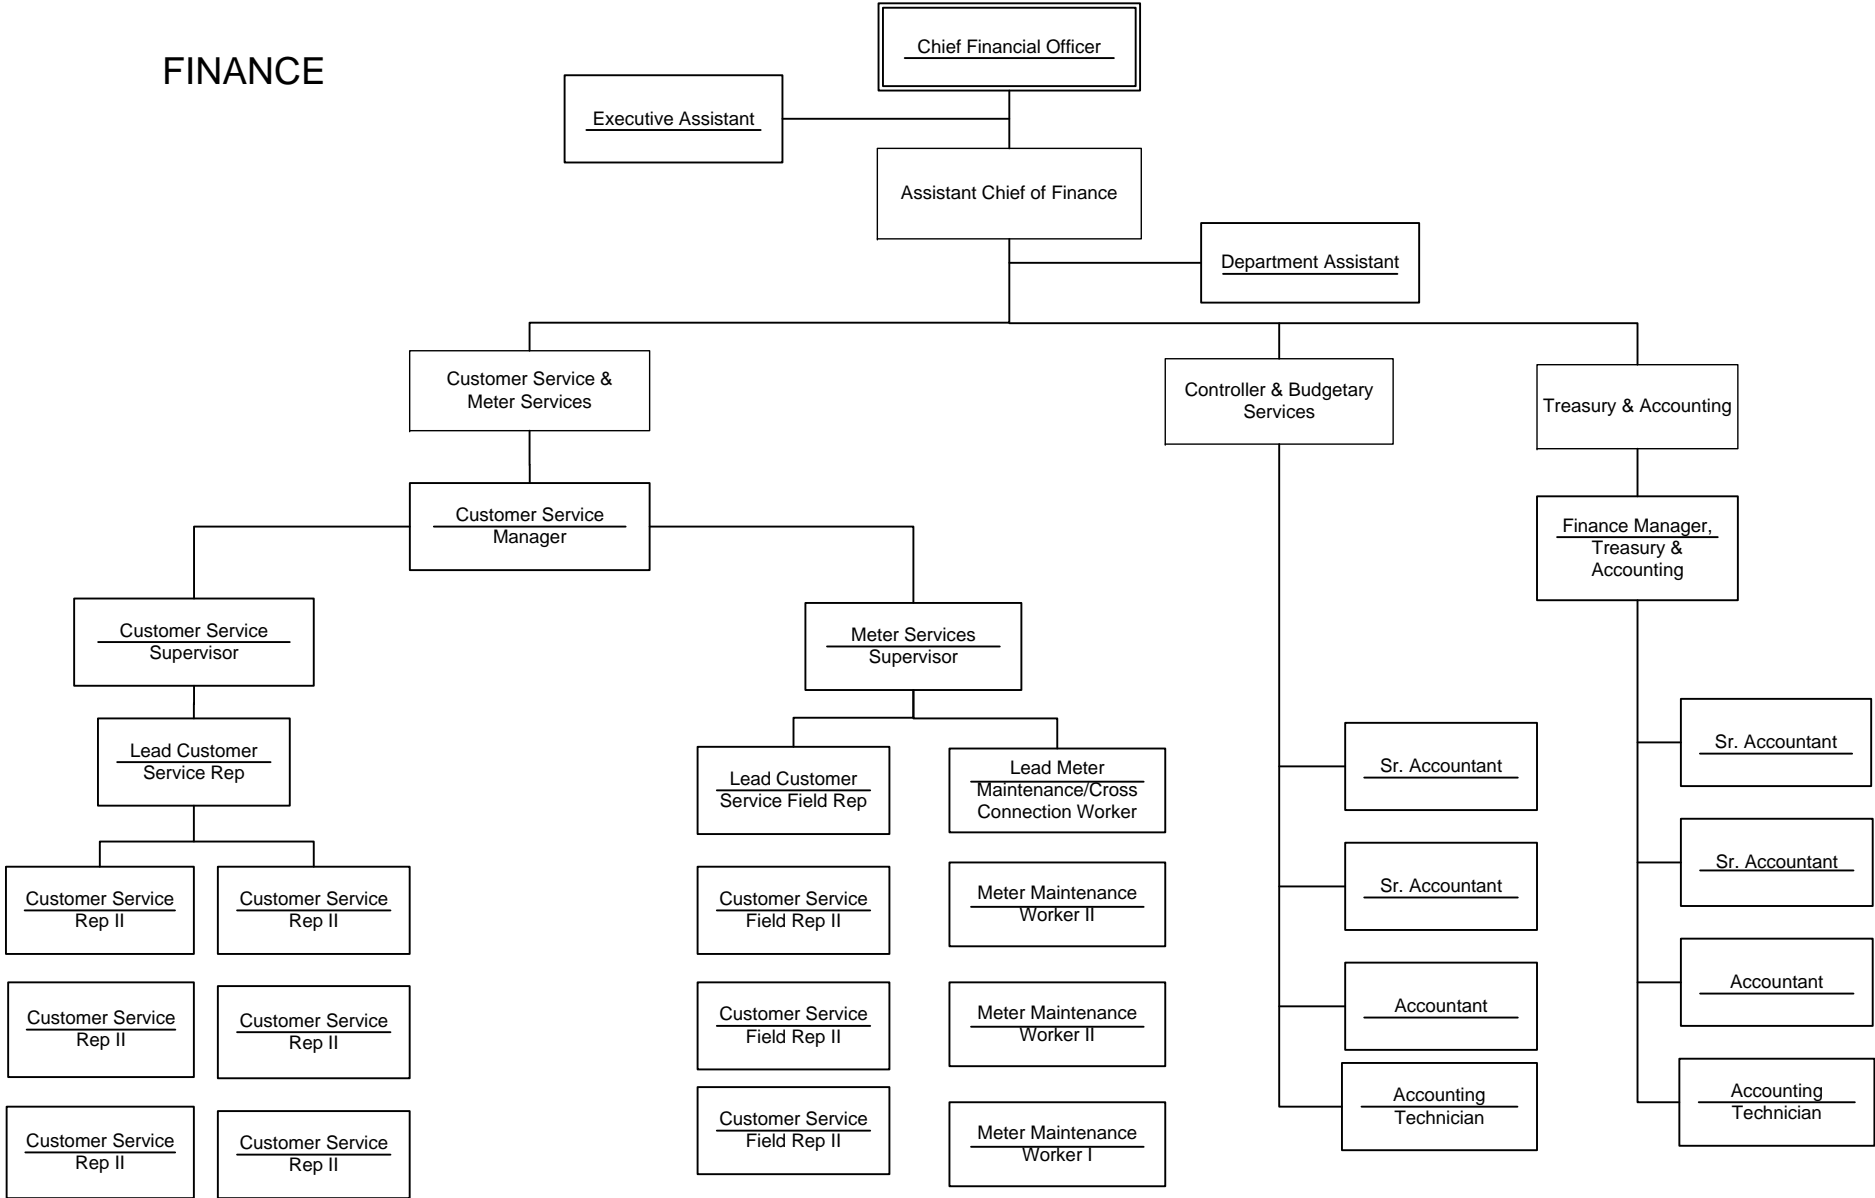 FINANCE
Chief Financial Officer
Executive Assistant
Assistant Chief of Finance
Department Assistant
Customer Service &
Meter Services
Controller & Budgetary
Services
Treasury & Accounting
Customer Service
Manager
Finance Manager,
Treasury &
Accounting
Customer Service
Supervisor
Meter Services
Supervisor
Lead Customer
Service Rep
Lead Customer
Service Field Rep
Lead Meter
Maintenance/Cross
Connection Worker
Customer Service
Rep II
Customer Service
Rep II
Customer Service
Rep II
Customer Service
Rep II
Customer Service
Rep II
Customer Service
Rep II
Customer Service
Field Rep II
Customer Service
Field Rep II
Customer Service
Field Rep II
Meter Maintenance
Worker II
Meter Maintenance
Worker II
Meter Maintenance
Worker I
Sr. Accountant
Sr. Accountant
Accountant
Accounting
Technician
Sr. Accountant
Sr. Accountant
Accountant
Accounting
Technician